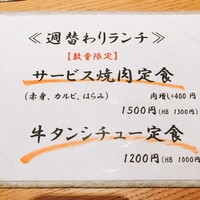 ≪週替わりランチ≫
【数量限定】
サービス焼肉定食
(赤身、カルビ、はらみ) 肉増し+400円
1500円(HB 1300円)
牛タンシチュー定食
1200円(HB 1000円)